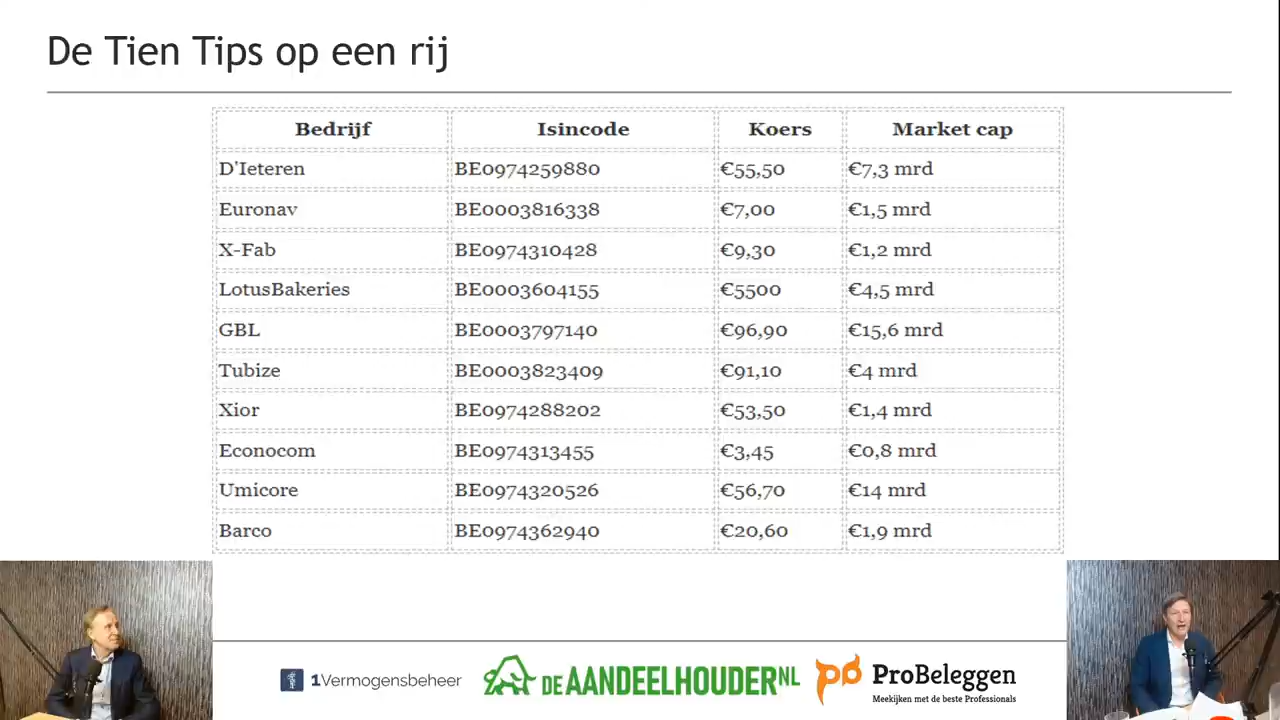 De Tien Tips op een rij
Bedrijf Isincode Koers Market cap
D'Ieteren BE0974259880 €55,50 €7,3 mrd
Euronav BE0003816338 €7,00 €1,5 mrd
X-Fab BE0974310428 €9,30 €1,2 mrd
LotusBakeries BE0003604155 €5500 €4,5 mrd
GBL BE0003797140 €96,90 €15,6 mrd
Tubize BE0003823409 €91,10 €4 mrd
Xior BE0974288202 €53,50 €1,4 mrd
Econocom BE0974313455 €3,45 €0,8 mrd
Umicore BE0974320526 €56,70 €14 mrd
Barco BE0974362940 €20,60 €1,9 mrd
1Vermogensbeheer DE AANDEELHOUDER NL ProBeleggen
Meekijken met de beste Professionals